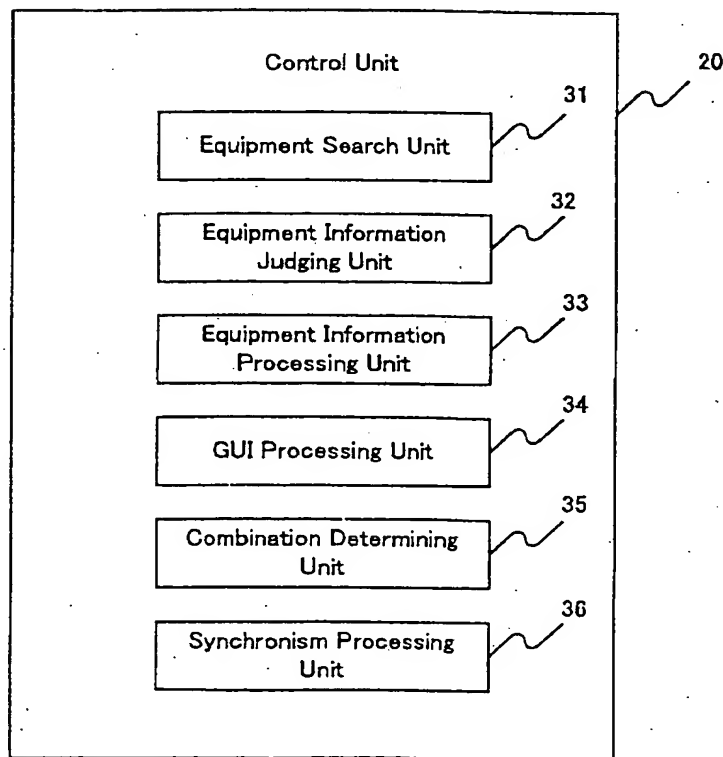 Control Unit
20
31
Equipment Search Unit
32
Equipment Information
Judging Unit
33
Equipment Information
Processing Unit
34
GUI Processing Unit
35
Combination Determining
Unit
36
Synchronism Processing
Unit